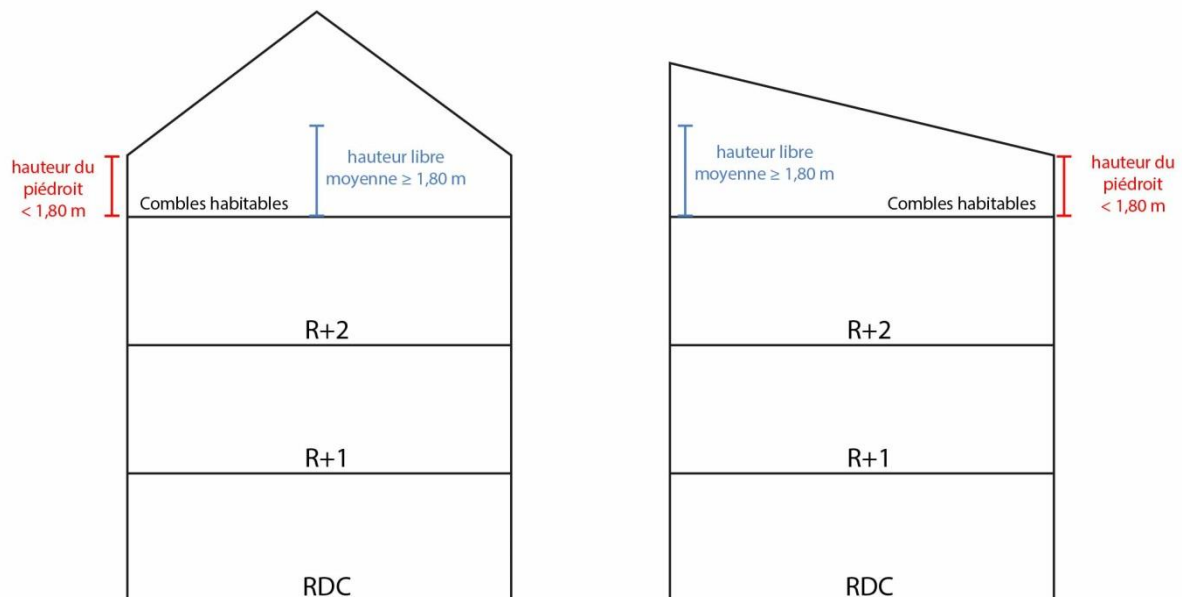 hauteur du
piédroit
< 1,80 m
hauteur libre
moyenne ≥ 1,80 m
Combles habitables
R+2
R+1
RDC
hauteur libre
moyenne ≥ 1,80 m
hauteur du
piédroit
< 1,80 m
Combles habitables
R+2
R+1
RDC